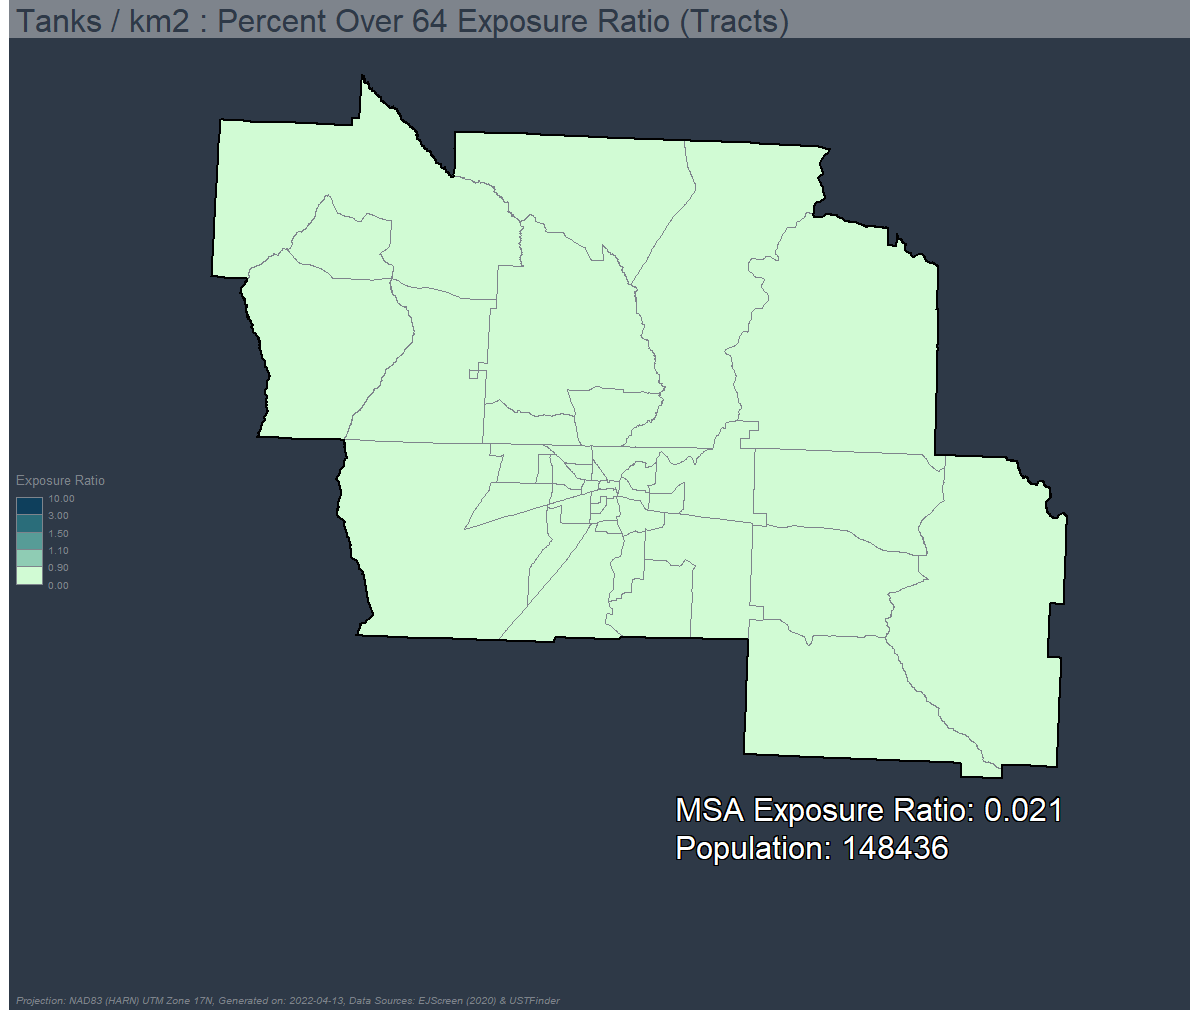 Tanks / km2 : Percent Over 64 Exposure Ratio (Tracts)
Exposure Ratio
10.00
3.00
1.50
1.10
0.90
0.00
MSA Exposure Ratio: 0.021
Population: 148436
Projection: NAD83 (HARN) UTM Zone 17N, Generated on: 2022-04-13, Data Sources: EJScreen (2020) & USTFinder